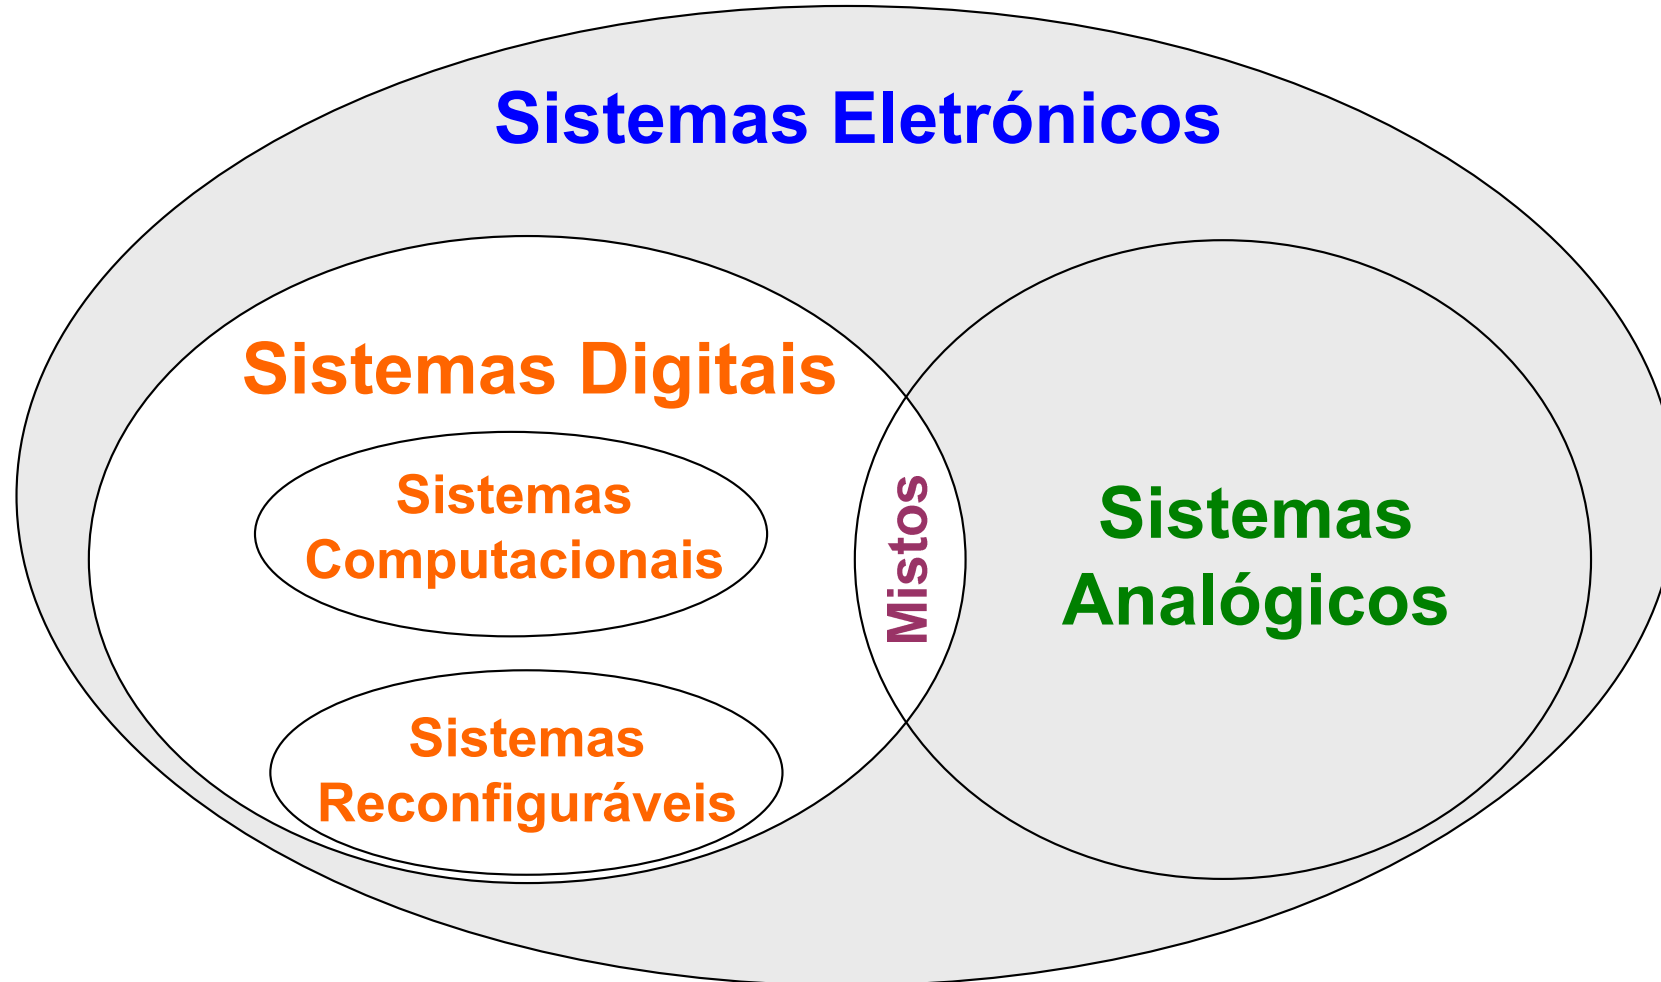 Sistemas Eletrónicos
Sistemas Digitais
Sistemas
Computacionais
Sistemas
Reconfiguráveis
Mistos
Sistemas
Analógicos